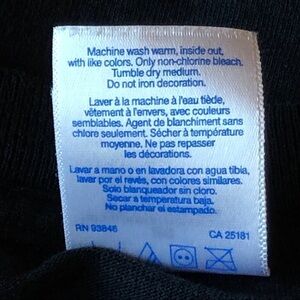 Machine wash warm, inside out,
with like colors. Only non-chlorine bleach.
Tumble dry medium.
Do not iron decoration.
Laver à la machine à l'eau tiède,
vêtement à l'envers, avec couleurs
semblables. Agent de blanchiment sans
chlore seulement. Sécher à température
moyenne. Ne pas repasser
les décorations.
Lavar a mano o en lavadora con agua tibia,
lavar por el revés, con colores similares.
Solo blanqueador sin cloro.
Secar a temperatura baja.
No planchar el estampado.
RN 93846 CA 25181